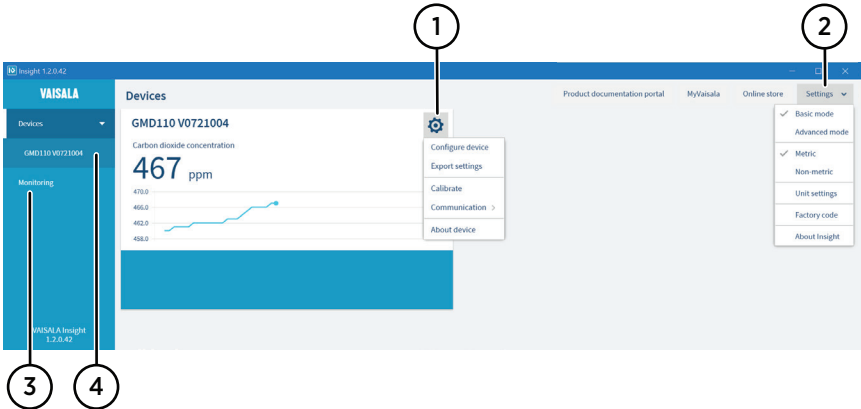 1
2
Insight 1.2.0.42
VAISALA
Devices
Product documentation portal
MyVaisala
Online store
Settings
Devices
GMD110 V0721004
Monitoring
VAISALA Insight
1.2.0.42
GMD110 V0721004
Carbon dioxide concentration
467 ppm
470.0
466.0
462.0
458.0
Configure device
Export settings
Calibrate
Communication >
About device
Basic mode
Advanced mode
Metric
Non-metric
Unit settings
Factory code
About Insight
3
4